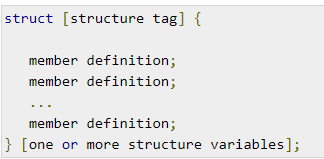 struct [structure tag] {
member definition;
member definition;
...
member definition;
} [one or more structure variables];